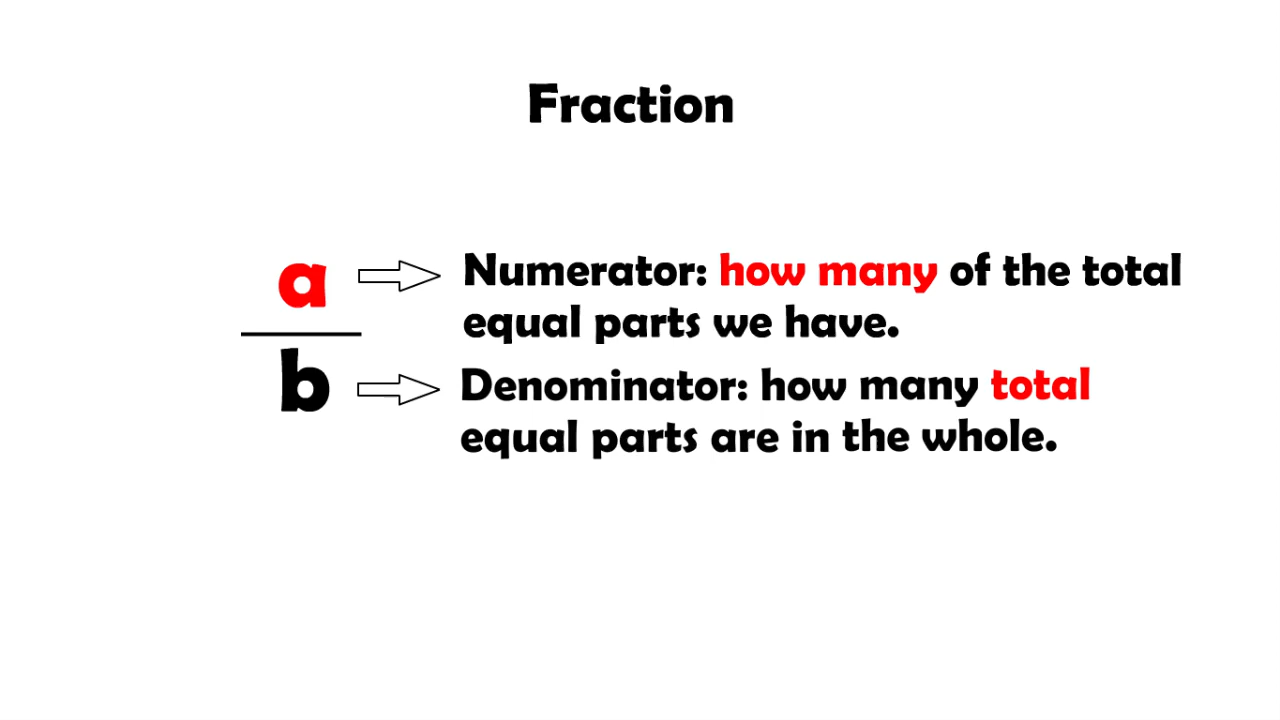 Fraction
a
Numerator: how many of the total
equal parts we have.
b
Denominator: how many total
equal parts are in the whole.